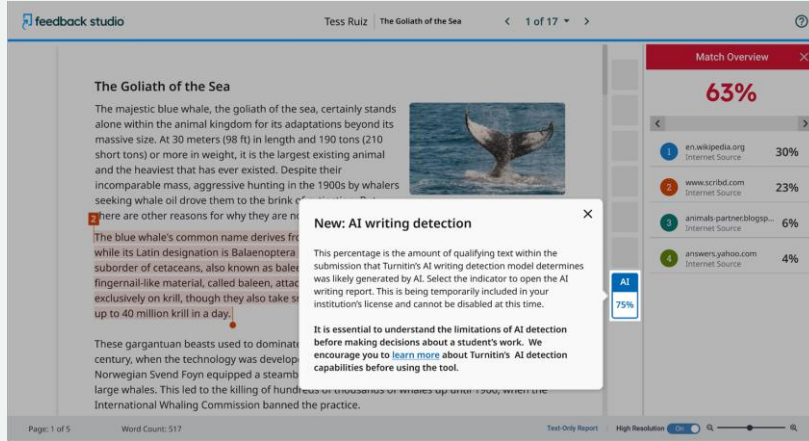 feedback studio
Tess Ruiz The Goliath of the Sea
1 of 17
The Goliath of the Sea
The majestic blue whale, the goliath of the sea, certainly stands
alone within the animal kingdom for its adaptations beyond its
massive size. At 30 meters (98 ft) in length and 190 tons (210
short tons) or more in weight, it is the largest existing animal
and the heaviest that has ever existed. Despite their
incomparable mass, aggressive hunting in the 1900s by whalers
seeking whale oil drove them to the brink
there are other reasons for why they are
2
The blue whale's common name derives
while its Latin designation is Balaenoptera
suborder of cetaceans, also known as
fingernail-like material, called baleen,
exclusively on krill, though they also take
up to 40 million krill in a day.
These gargantuan beasts used to dominate
century, when the technology was
Norwegian Svend Foyn equipped a
large whales. This led to the killing of hundreds of thousands of whales up until 1966, when the
International Whaling Commission banned the practice.
New: AI writing detection
This percentage is the amount of qualifying text within the
submission that Turnitin's AI writing detection model determines
was likely generated by AI. Select the indicator to open the AI
writing report. This is being temporarily included in your
institution's license and cannot be disabled at this time.
It is essential to understand the limitations of AI detection
before making decisions about a student's work. We
encourage you to learn more about Turnitin's AI detection
capabilities before using the tool.
AI
75%
Match Overview
63%
1 en.wikipedia.org 30%
Internet Source
2 www.scribd.com 23%
Internet Source
3 animals-partner.blogsp... 6%
Internet Source
4 answers.yahoo.com 4%
Internet Source
Page: 1 of 5 Word Count: 517 Text-Only Report High Resolution On